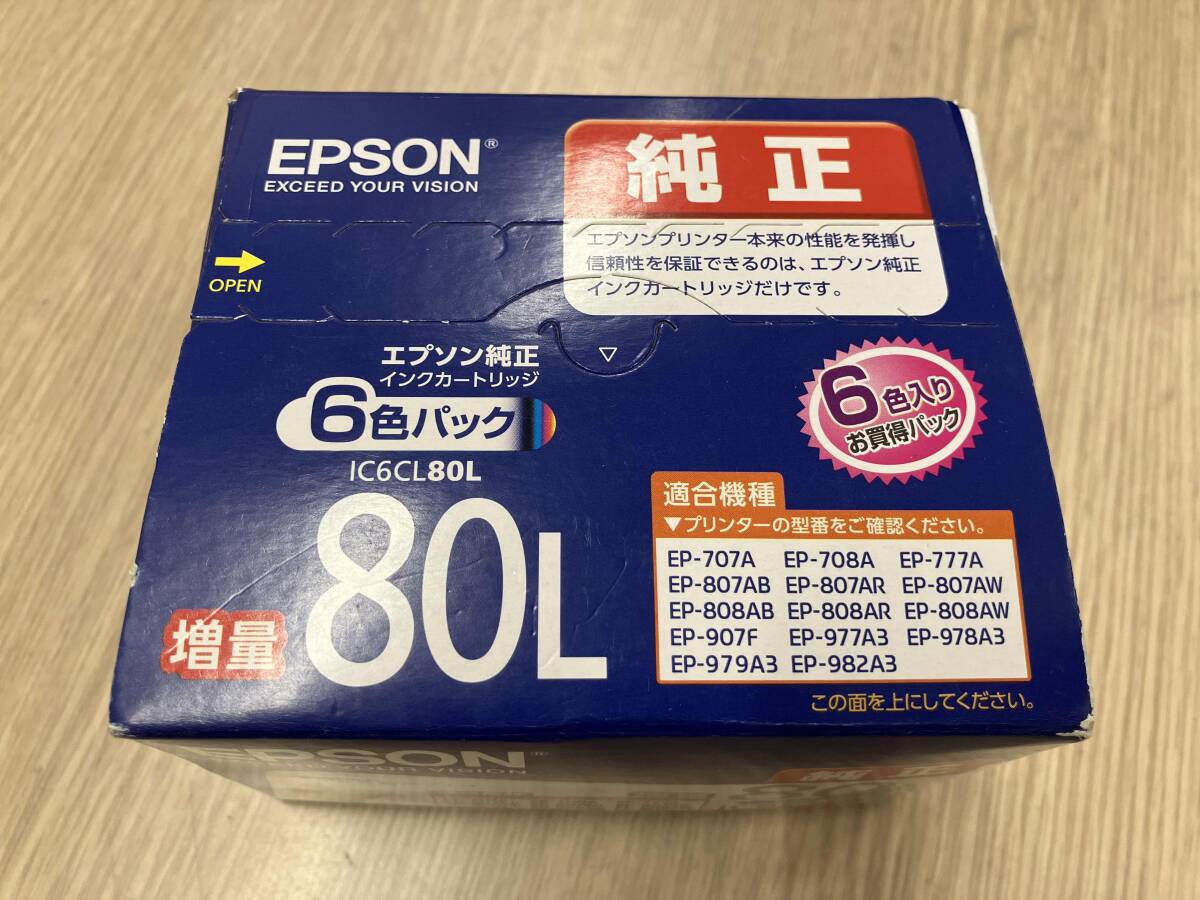 EPSON®
EXCEED YOUR VISION
純正
エプソンプリンター本来の性能を発揮し
信頼性を保証できるのは、エプソン純正
インクカートリッジだけです。
OPEN
エプソン純正
インクカートリッジ
6色パック
IC6CL80L
増量
80L
6色入り
お買得パック
適合機種
▼プリンターの型番をご確認ください。
EP-707A EP-708A EP-777A
EP-807AB EP-807AR EP-807AW
EP-808AB EP-808AR EP-808AW
EP-907F EP-977A3 EP-978A3
EP-979A3 EP-982A3
この面を上にしてください。
EPSON®
YOUR VISION
純正